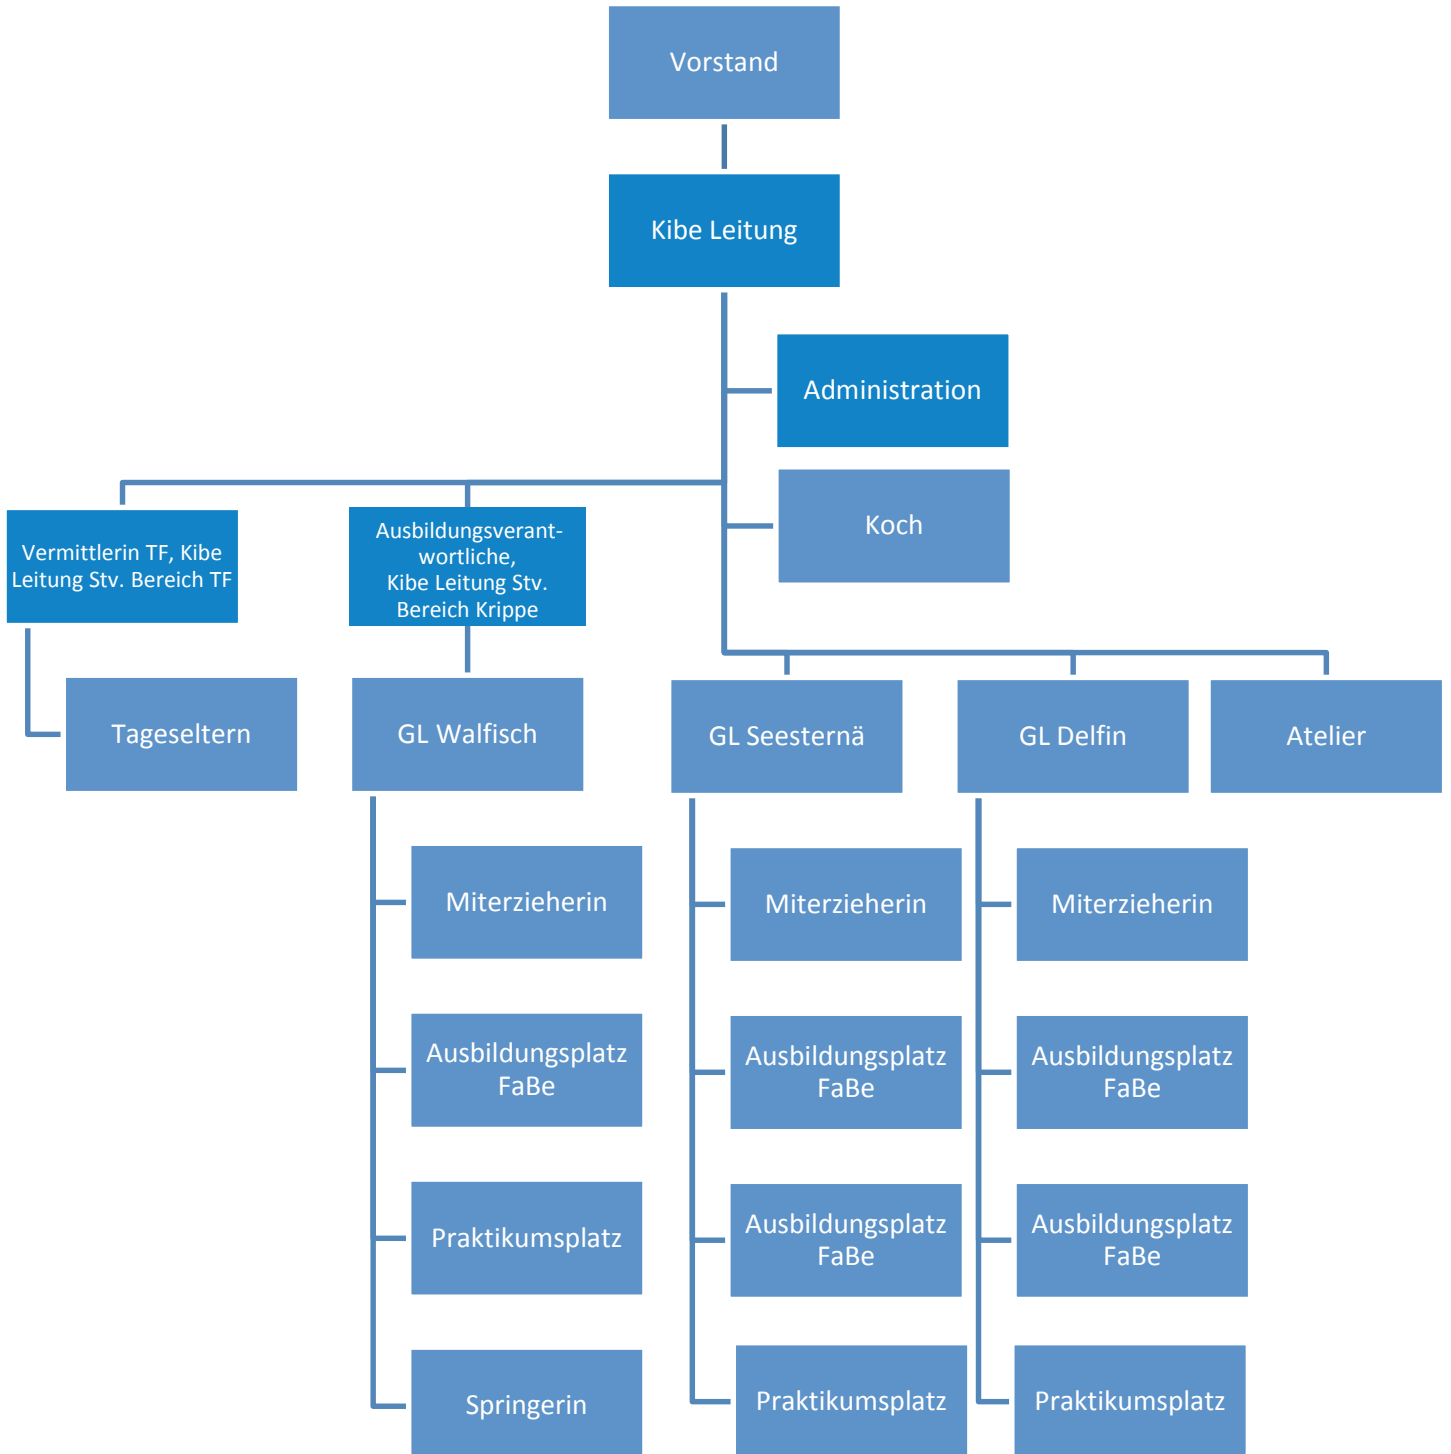 Vorstand
Kibe Leitung
Administration
Koch
Vermittlerin TF, Kibe
Leitung Stv. Bereich TF
Ausbildungsverant-
wortliche,
Kibe Leitung Stv.
Bereich Krippe
Tageseltern
GL Walfisch
GL Seesternä
GL Delfin
Atelier
Miterzieherin
Ausbildungsplatz
FaBe
Praktikumsplatz
Springerin
Miterzieherin
Ausbildungsplatz
FaBe
Ausbildungsplatz
FaBe
Praktikumsplatz
Miterzieherin
Ausbildungsplatz
FaBe
Ausbildungsplatz
FaBe
Praktikumsplatz